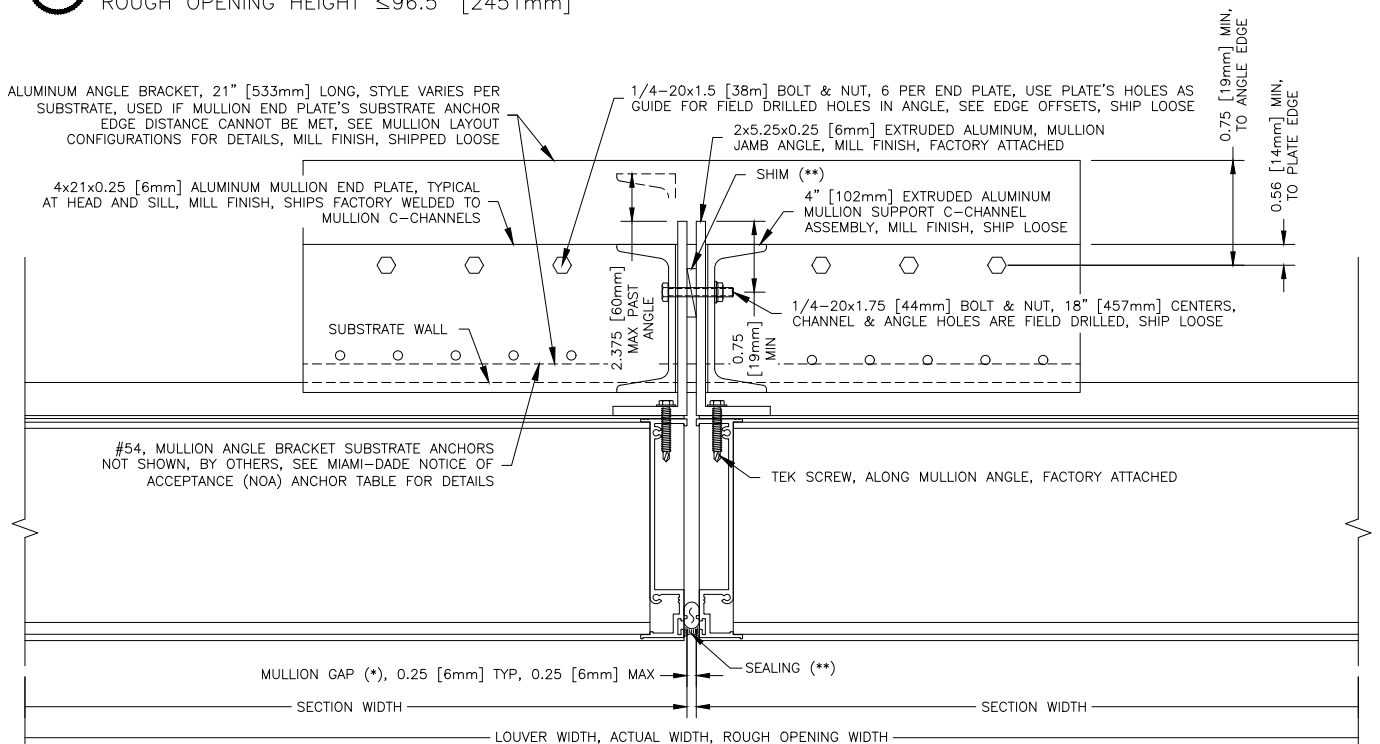 ROUGH OPENING HEIGHT ≤96.5" [2451mm]
ALUMINUM ANGLE BRACKET, 21" [533mm] LONG, STYLE VARIES PER
SUBSTRATE, USED IF MULLION END PLATE'S SUBSTRATE ANCHOR
EDGE DISTANCE CANNOT BE MET, SEE MULLION LAYOUT
CONFIGURATIONS FOR DETAILS, MILL FINISH, SHIPPED LOOSE
1/4-20x1.5 [38m] BOLT & NUT, 6 PER END PLATE, USE PLATE'S HOLES AS
GUIDE FOR FIELD DRILLED HOLES IN ANGLE, SEE EDGE OFFSETS, SHIP LOOSE
2x5.25x0.25 [6mm] EXTRUDED ALUMINUM, MULLION
JAMB ANGLE, MILL FINISH, FACTORY ATTACHED
0.75 [19mm] MIN,
TO ANGLE EDGE
0.56 [14mm] MIN,
TO PLATE EDGE
4x21x0.25 [6mm] ALUMINUM MULLION END PLATE, TYPICAL
AT HEAD AND SILL, MILL FINISH, SHIPS FACTORY WELDED TO
MULLION C-CHANNELS
SHIM (**)
4" [102mm] EXTRUDED ALUMINUM
MULLION SUPPORT C-CHANNEL
ASSEMBLY, MILL FINISH, SHIP LOOSE
2.375 [60mm]
MAX PAST
ANGLE
0.75
[19mm]
MIN
1/4-20x1.75 [44mm] BOLT & NUT, 18" [457mm] CENTERS,
CHANNEL & ANGLE HOLES ARE FIELD DRILLED, SHIP LOOSE
SUBSTRATE WALL
#54, MULLION ANGLE BRACKET SUBSTRATE ANCHORS
NOT SHOWN, BY OTHERS, SEE MIAMI-DADE NOTICE OF
ACCEPTANCE (NOA) ANCHOR TABLE FOR DETAILS
TEK SCREW, ALONG MULLION ANGLE, FACTORY ATTACHED
MULLION GAP (*), 0.25 [6mm] TYP, 0.25 [6mm] MAX
SEALING (**)
SECTION WIDTH
SECTION WIDTH
LOUVER WIDTH, ACTUAL WIDTH, ROUGH OPENING WIDTH